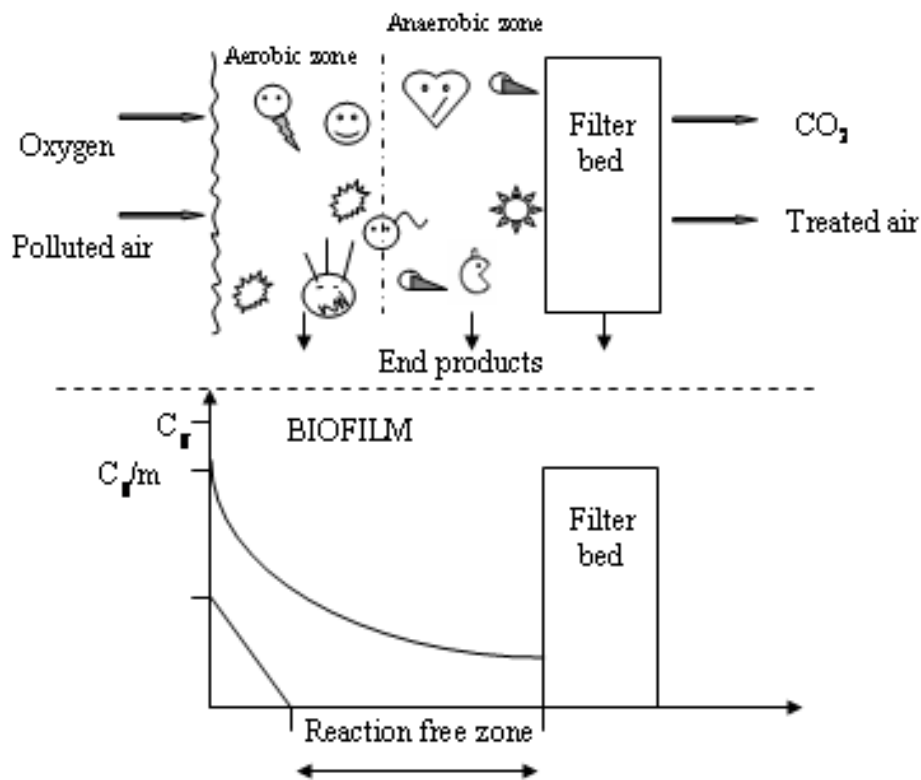 Anaerobic zone
Aerobic zone
Oxygen
Polluted air
Filter
bed
CO₂
Treated air
End products
BIOFILM
Filter
bed
Reaction free zone